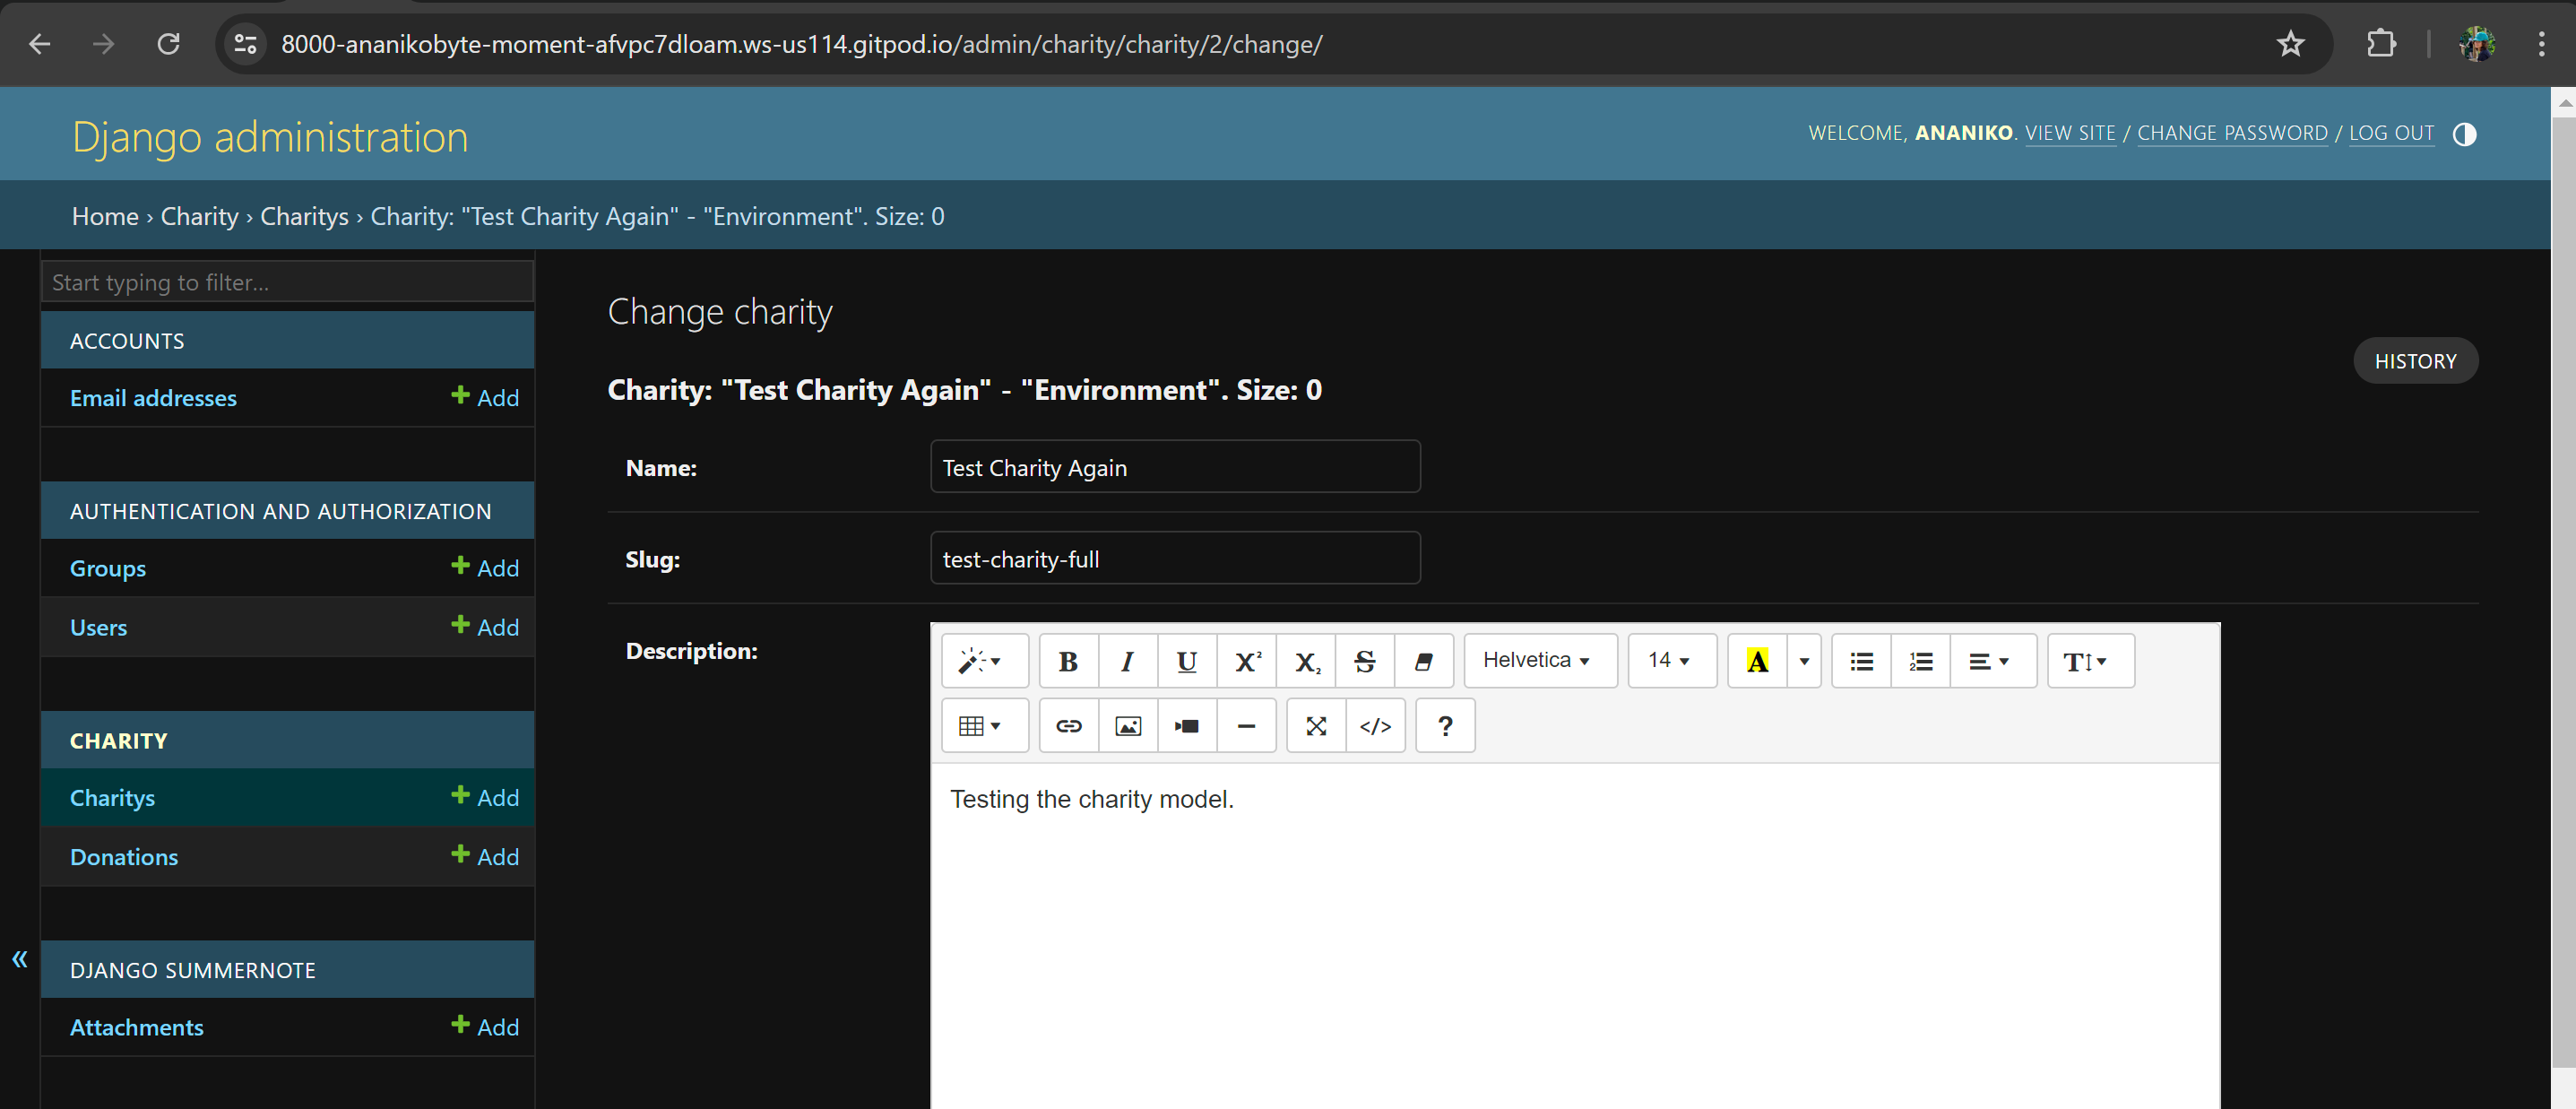 8000-ananikobyte-moment-afvpc7dloam.ws-us114.gitpod.io/admin/charity/charity/2/change/
Django administration
WELCOME, ANANIKO. VIEW SITE / CHANGE PASSWORD / LOG OUT
Home › Charity › Charitys › Charity: "Test Charity Again" - "Environment". Size: 0
Start typing to filter...
ACCOUNTS
Email addresses
Add
AUTHENTICATION AND AUTHORIZATION
Groups
Add
Users
Add
CHARITY
Charitys
Add
Donations
Add
DJANGO SUMMERNOTE
Attachments
Add
«
Change charity
HISTORY
Charity: "Test Charity Again" - "Environment". Size: 0
Name:
Test Charity Again
Slug:
test-charity-full
Description:
B I U X² X₂ S Helvetica 14 A T
</> ?
Testing the charity model.